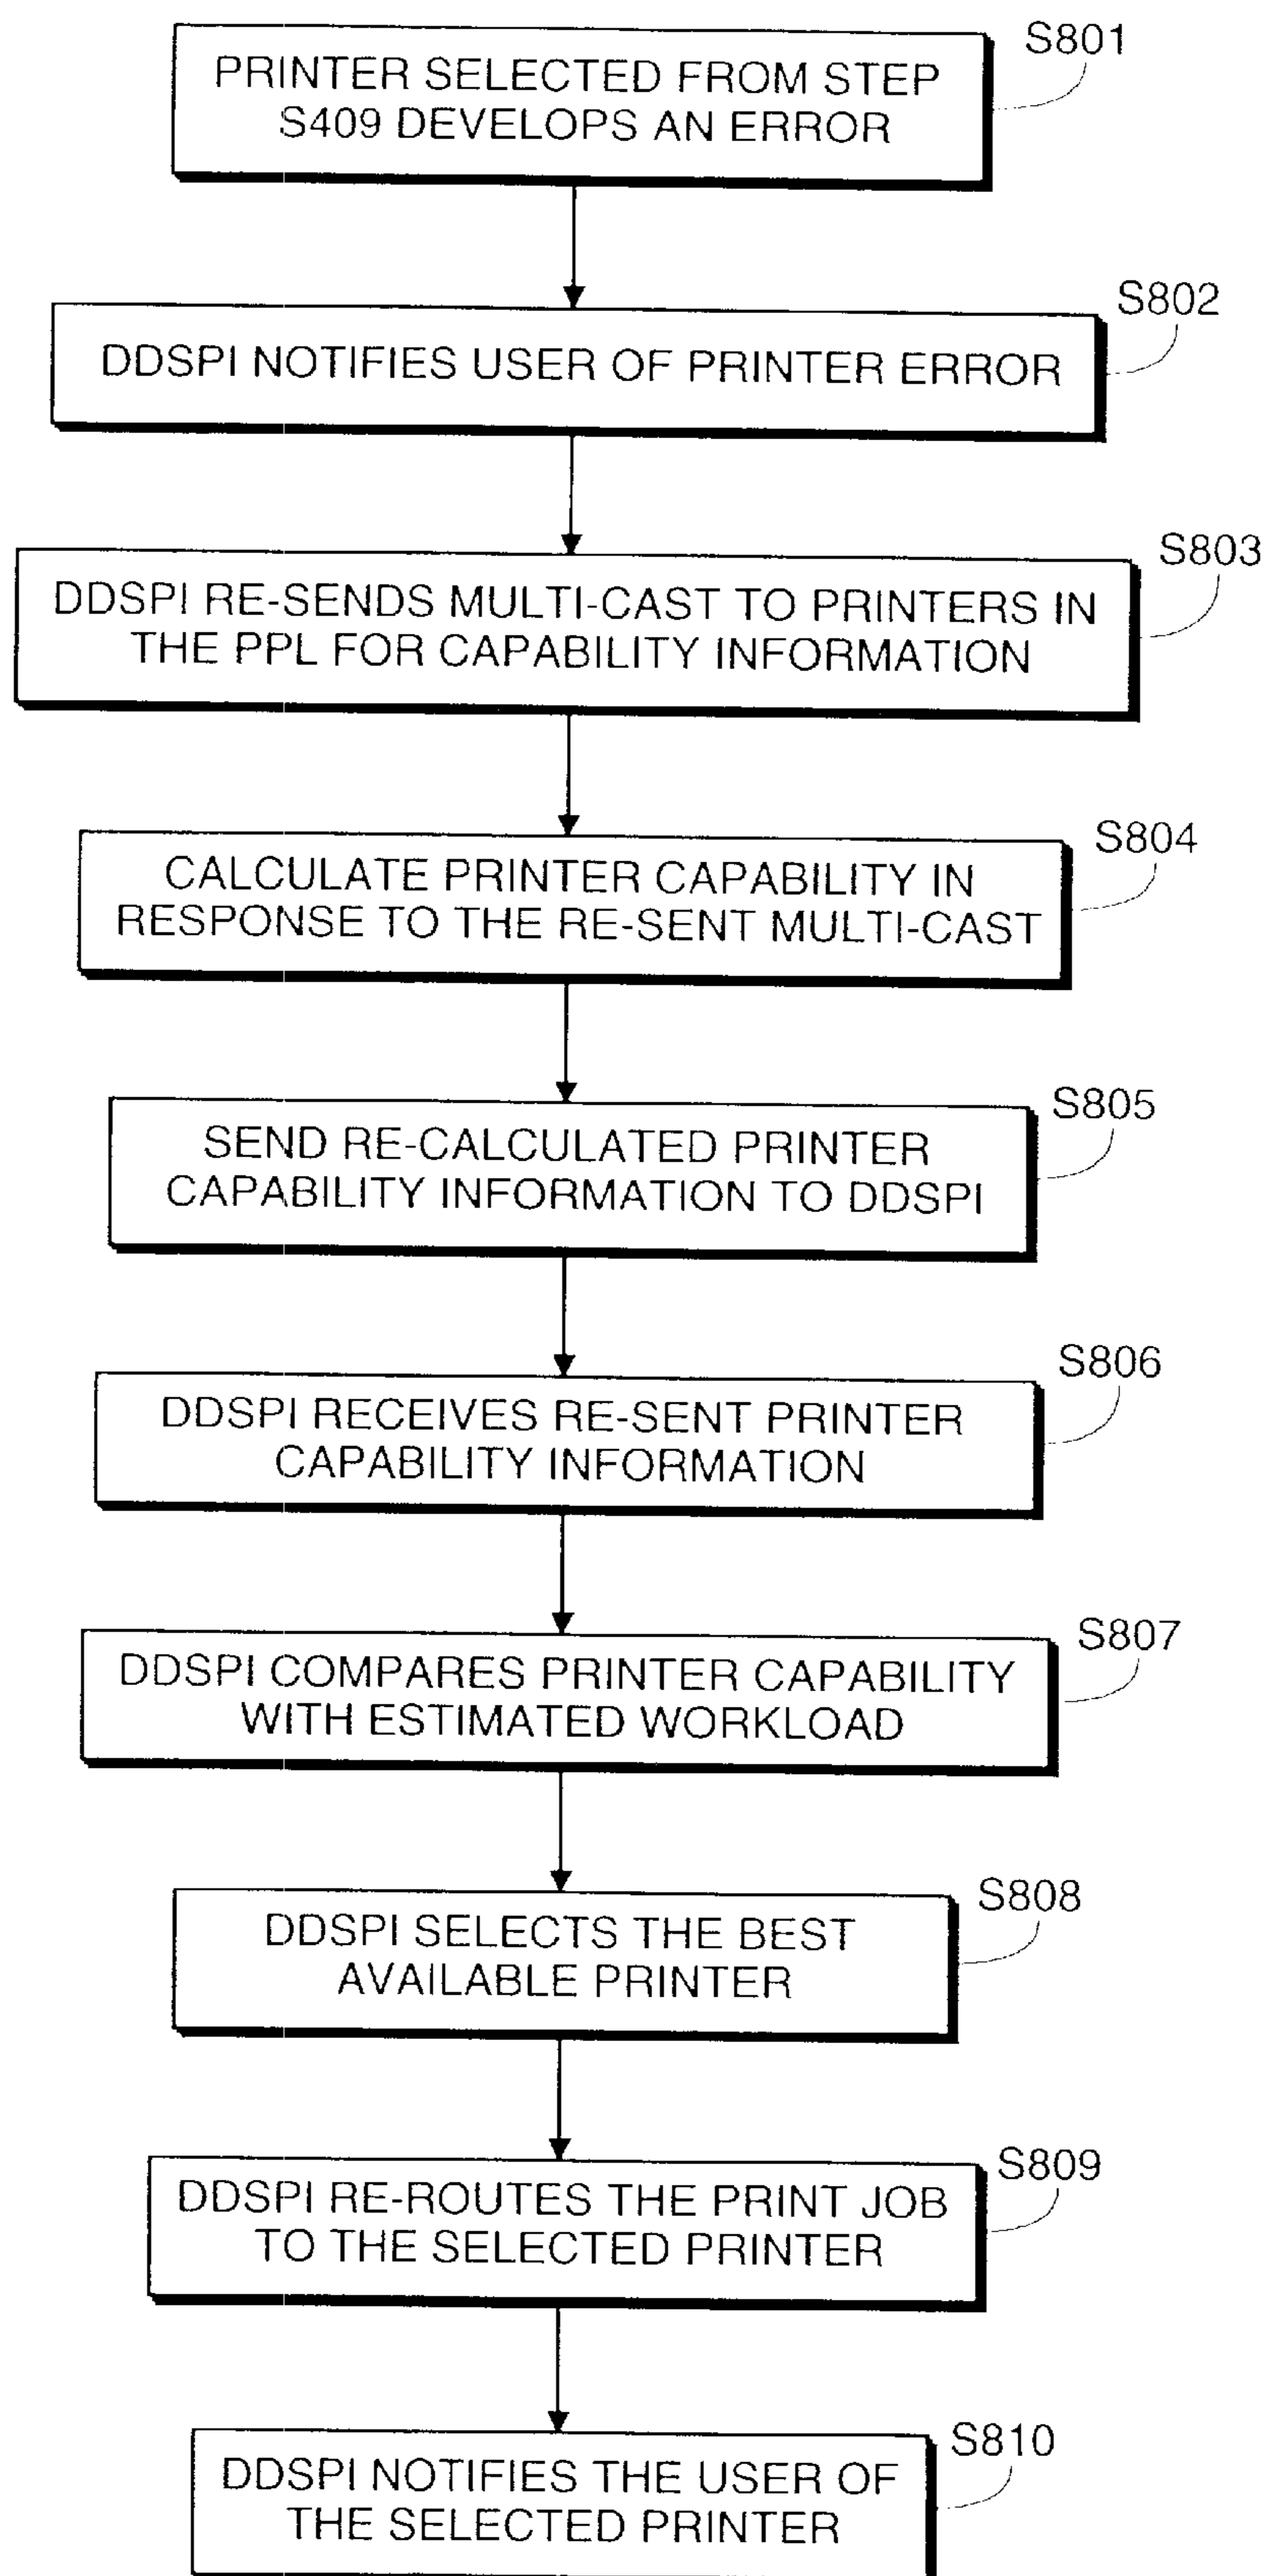 S801
PRINTER SELECTED FROM STEP
S409 DEVELOPS AN ERROR
S802
DDSPI NOTIFIES USER OF PRINTER ERROR
S803
DDSPI RE-SENDS MULTI-CAST TO PRINTERS IN
THE PPL FOR CAPABILITY INFORMATION
S804
CALCULATE PRINTER CAPABILITY IN
RESPONSE TO THE RE-SENT MULTI-CAST
S805
SEND RE-CALCULATED PRINTER
CAPABILITY INFORMATION TO DDSPI
S806
DDSPI RECEIVES RE-SENT PRINTER
CAPABILITY INFORMATION
S807
DDSPI COMPARES PRINTER CAPABILITY
WITH ESTIMATED WORKLOAD
S808
DDSPI SELECTS THE BEST
AVAILABLE PRINTER
S809
DDSPI RE-ROUTES THE PRINT JOB
TO THE SELECTED PRINTER
S810
DDSPI NOTIFIES THE USER OF
THE SELECTED PRINTER